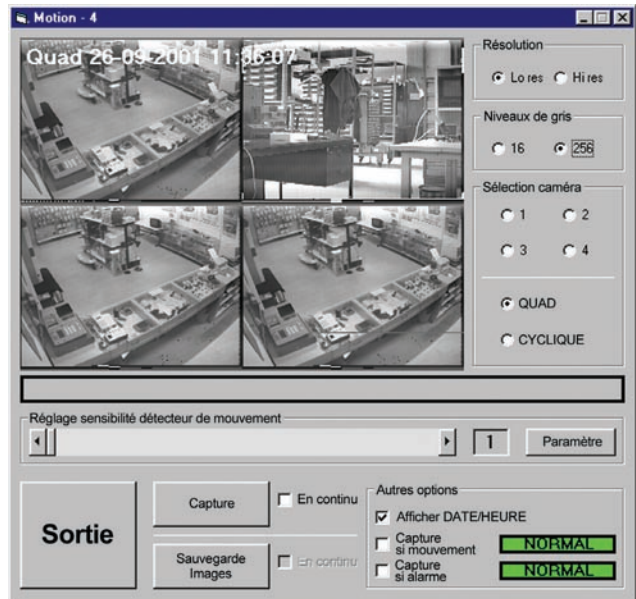 Motion - 4
Quad 26-09-2001 11:36:07
Résolution
Lo res Hi res
Niveaux de gris
16 256
Sélection caméra
1 2
3 4
QUAD
CYCLIQUE
Réglage sensibilité détecteur de mouvement
1 Paramètre
Sortie
Capture En continu
Sauvegarde
Images
En continu
Autres options
Afficher DATE/HEURE
Capture
si mouvement
NORMAL
Capture
si alarme
NORMAL